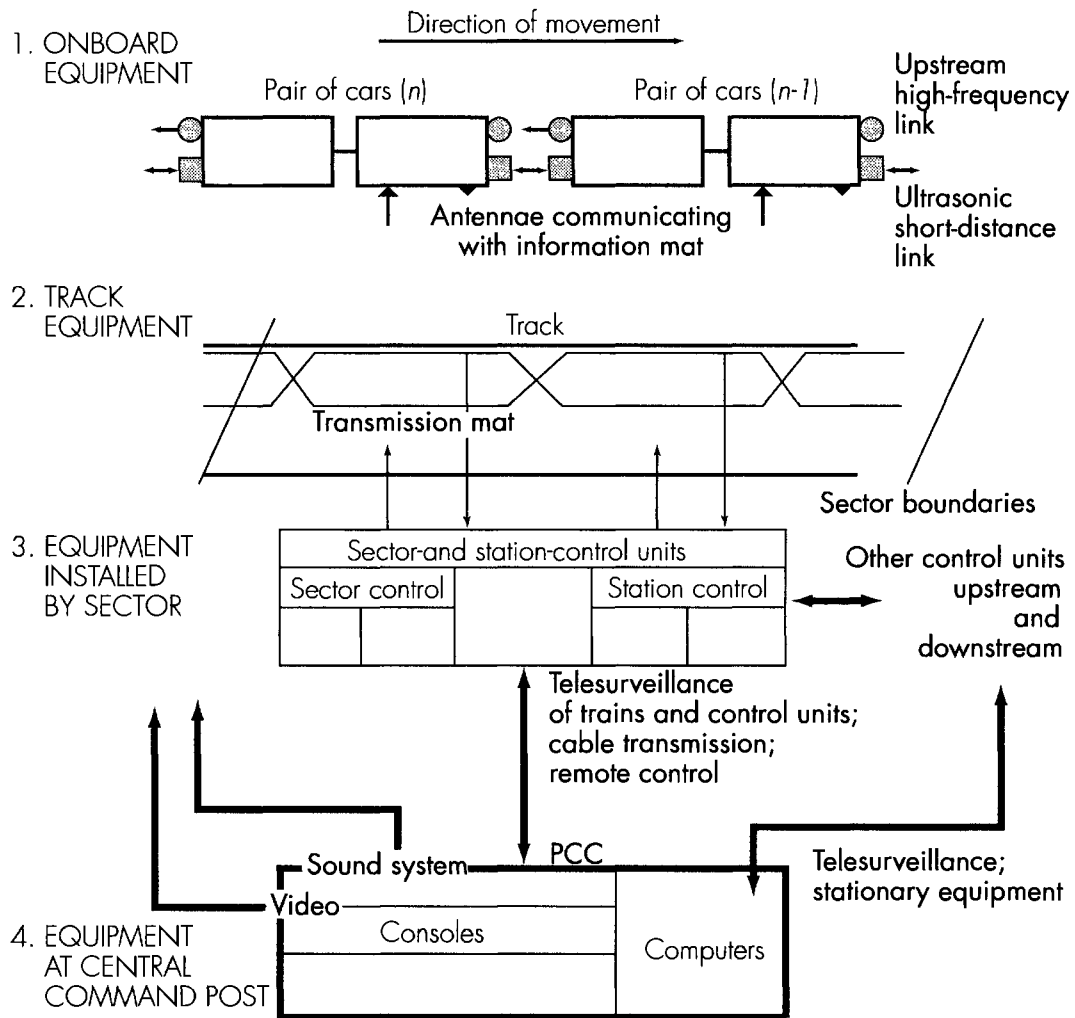 Direction of movement
1. ONBOARD
EQUIPMENT
Pair of cars (n)
Pair of cars (n-1)
Upstream
high-frequency
link
Antennae communicating
with information mat
Ultrasonic
short-distance
link
2. TRACK
EQUIPMENT
Track
Transmission mat
Sector boundaries
3. EQUIPMENT
INSTALLED
BY SECTOR
Sector-and station-control units
Sector control
Station control
Other control units
upstream
and
downstream
Telesurveillance
of trains and control units;
cable transmission;
remote control
Sound system
PCC
Video
Consoles
Computers
Telesurveillance;
stationary equipment
4. EQUIPMENT
AT CENTRAL
COMMAND POST